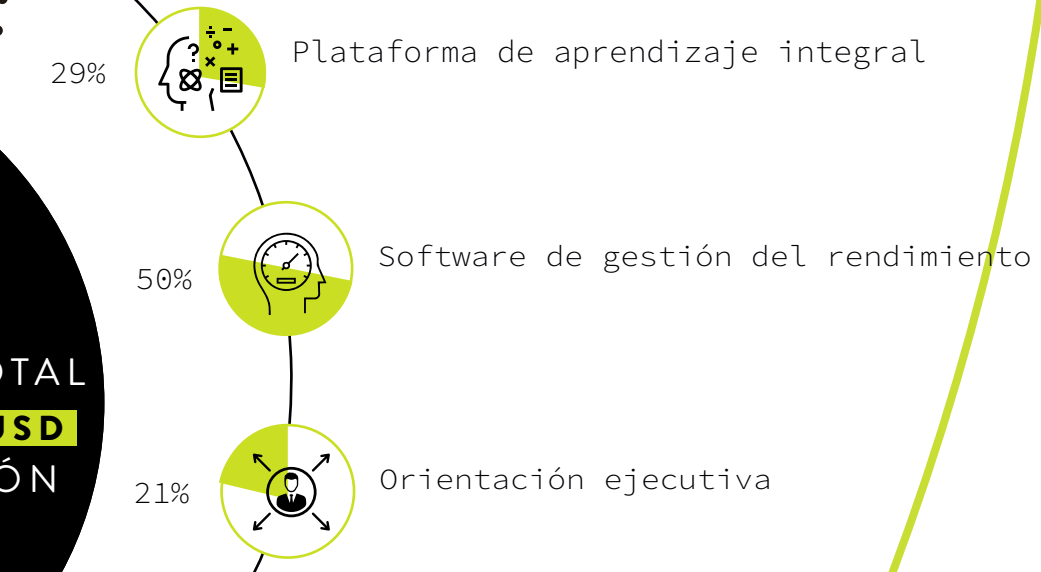 29%
Plataforma de aprendizaje integral
50%
Software de gestión del rendimiento
21%
Orientación ejecutiva
OTAL
USD
ÓN